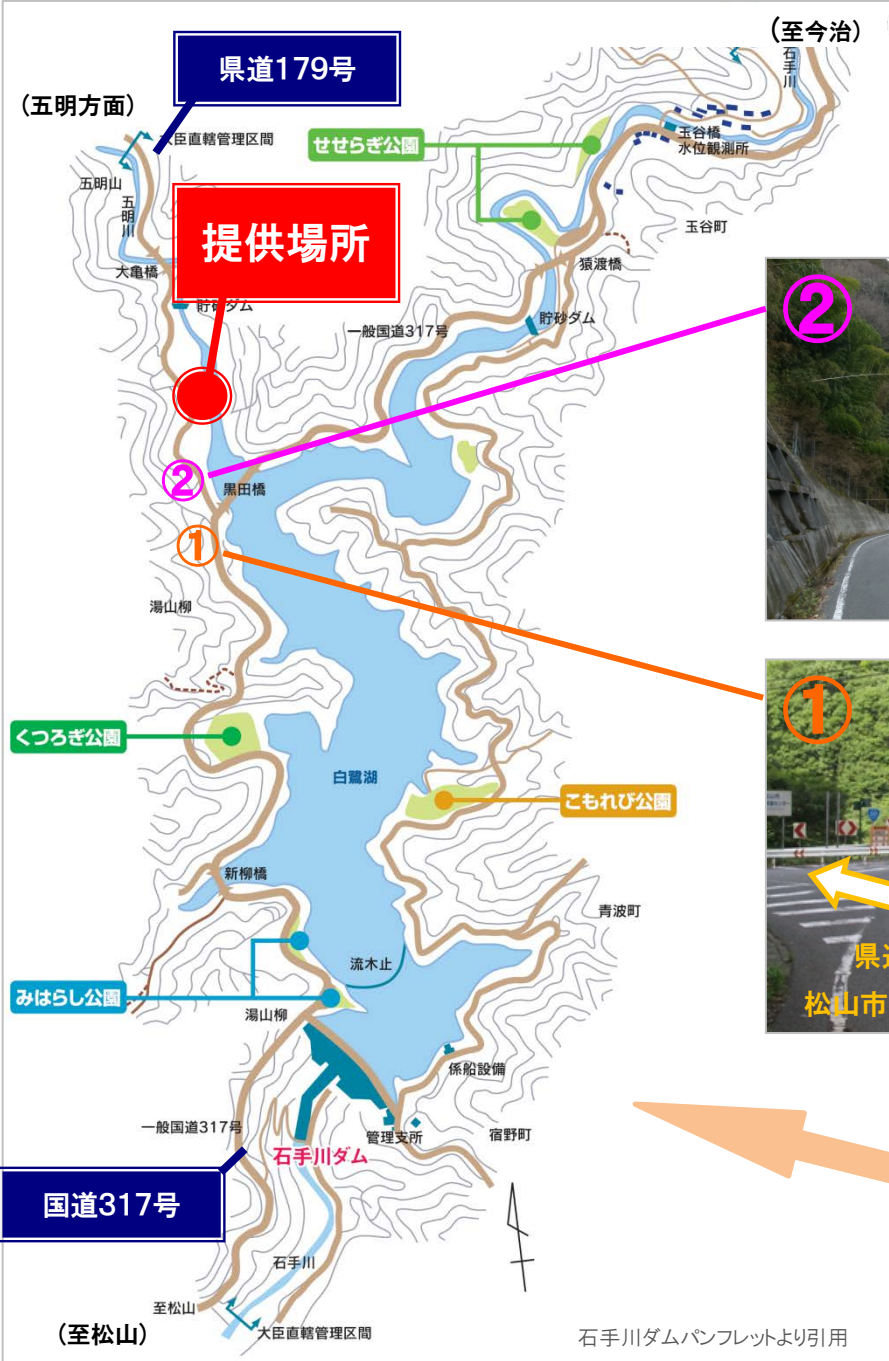 (至今治)
石手川
県道179号
(五明方面)
大臣直轄管理区間
せせらぎ公園
玉谷橋
水位観測所
五明山
五明川
玉谷町
提供場所
大亀橋
猿渡橋
貯砂ダム
貯砂ダム
一般国道317号
②
②
黒田橋
①
湯山柳
①
くつろぎ公園
白鷺湖
こもれび公園
新柳橋
青波町
流木止
県道
みはらし公園
松山市
湯山柳
係船設備
一般国道317号
管理支所
宿野町
石手川ダム
国道317号
石手川
至松山
(至松山)
大臣直轄管理区間
石手川ダムパンフレットより引用